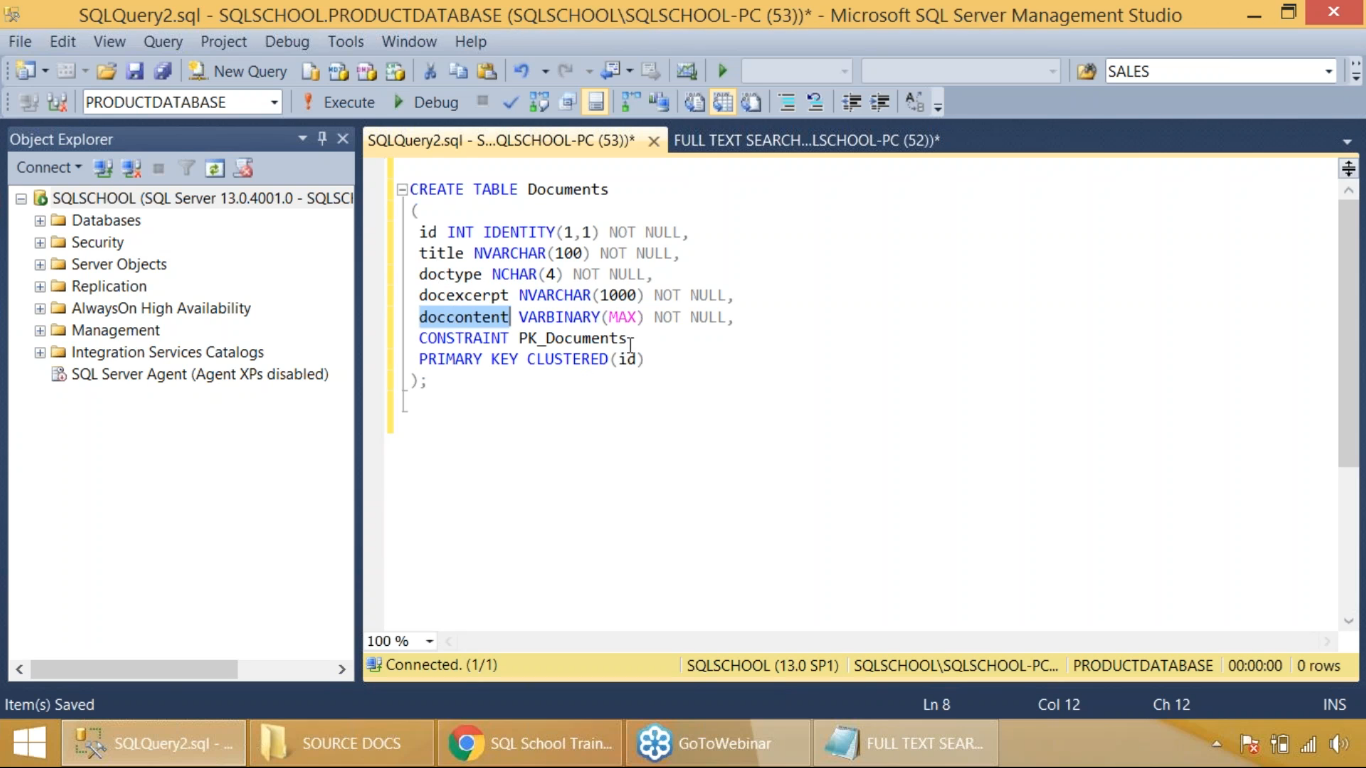 SQLQuery2.sql - SQLSCHOOL.PRODUCTDATABASE (SQLSCHOOL\SQLSCHOOL-PC (53))* - Microsoft SQL Server Management Studio
File Edit View Query Project Debug Tools Window Help
New Query SALES
PRODUCTDATABASE Execute Debug
Object Explorer
Connect
SQLSCHOOL (SQL Server 13.0.4001.0 - SQLSCH
Databases
Security
Server Objects
Replication
AlwaysOn High Availability
Management
Integration Services Catalogs
SQL Server Agent (Agent XPs disabled)
SQLQuery2.sql - S...QLSCHOOL-PC (53))* FULL TEXT SEARCH...LSCHOOL-PC (52))*
CREATE TABLE Documents
(
id INT IDENTITY(1,1) NOT NULL,
title NVARCHAR(100) NOT NULL,
doctype NCHAR(4) NOT NULL,
docexcerpt NVARCHAR(1000) NOT NULL,
doccontent VARBINARY(MAX) NOT NULL,
CONSTRAINT PK_Documents
PRIMARY KEY CLUSTERED(id)
);
100 %
Connected. (1/1) SQLSCHOOL (13.0 SP1) SQLSCHOOL\SQLSCHOOL-PC... PRODUCTDATABASE 00:00:00 0 rows
Item(s) Saved Ln 8 Col 12 Ch 12 INS
SQLQuery2.sql - ... SOURCE DOCS SQL School Train... GoToWebinar FULL TEXT SEAR...